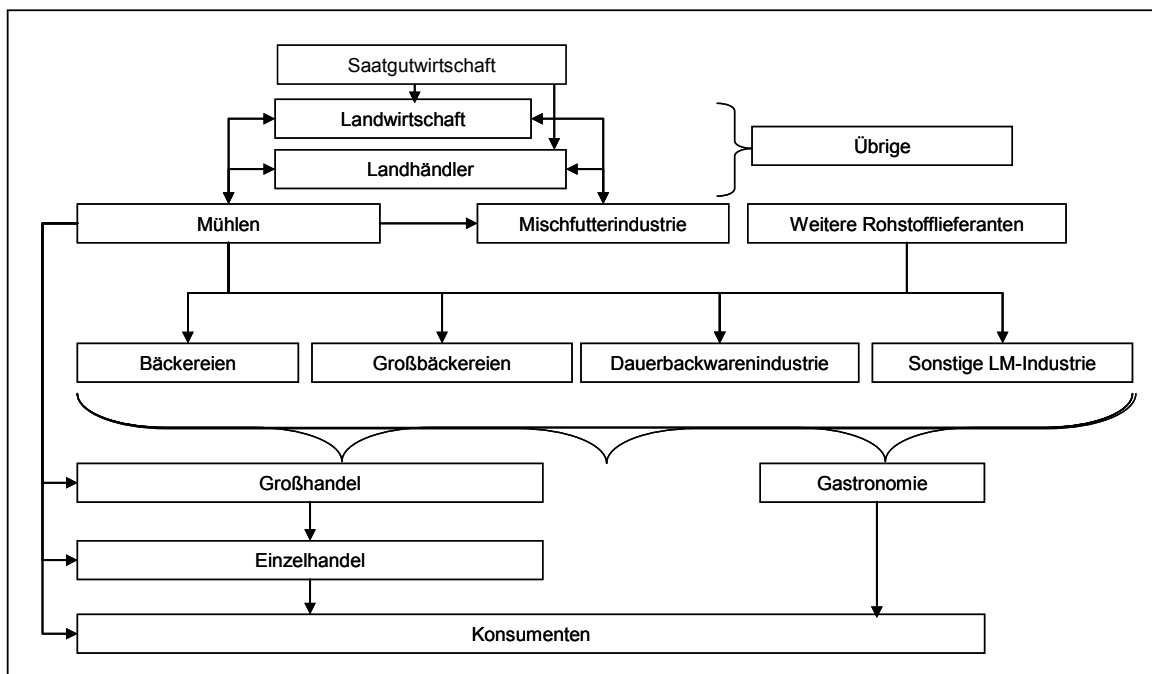 Saatgutwirtschaft
Landwirtschaft
Übrige
Landhändler
Mühlen
Mischfutterindustrie
Weitere Rohstofflieferanten
Bäckereien
Großbäckereien
Dauerbackwarenindustrie
Sonstige LM-Industrie
Großhandel
Gastronomie
Einzelhandel
Konsumenten